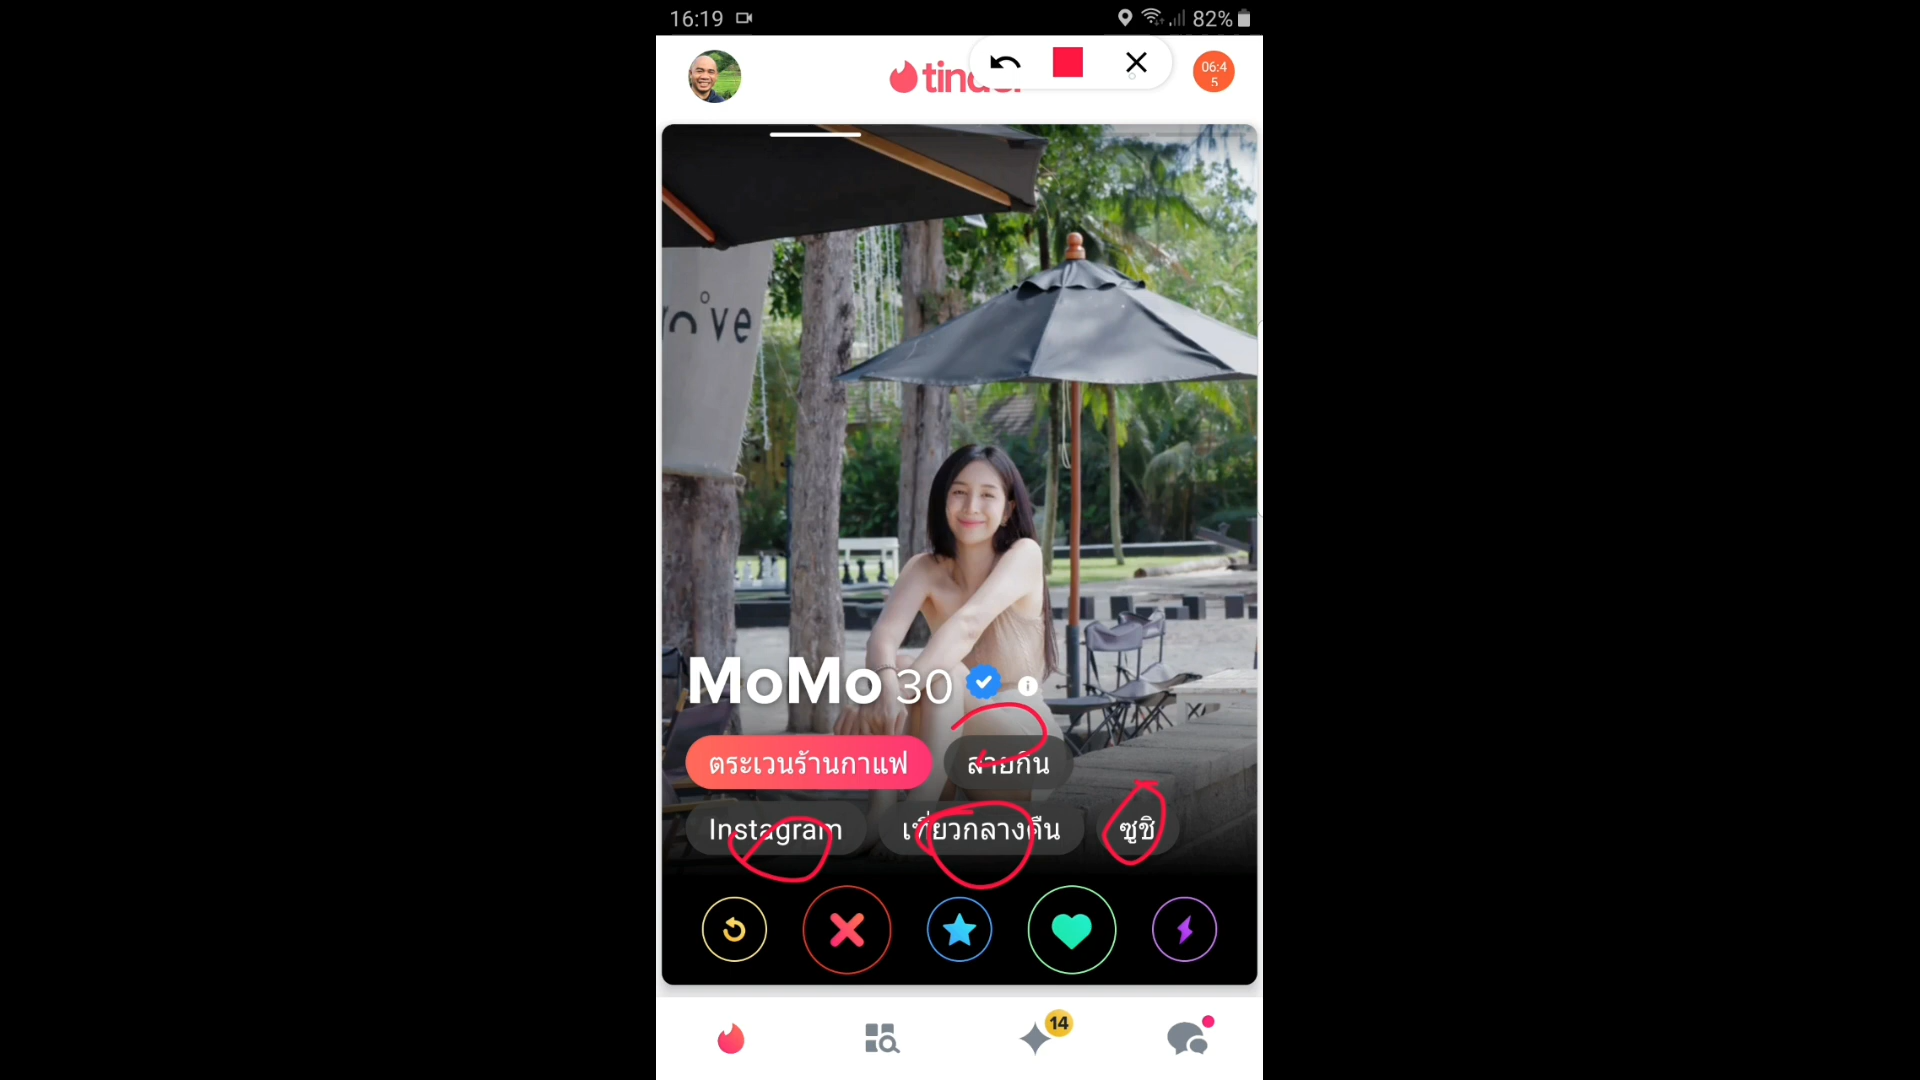 16:19
82%
tinder
06:4
5
MoMo 30
ตระเวนร้านกาแฟ
สายกิน
Instagram
เที่ยวกลางคืน
ซูชิ
14